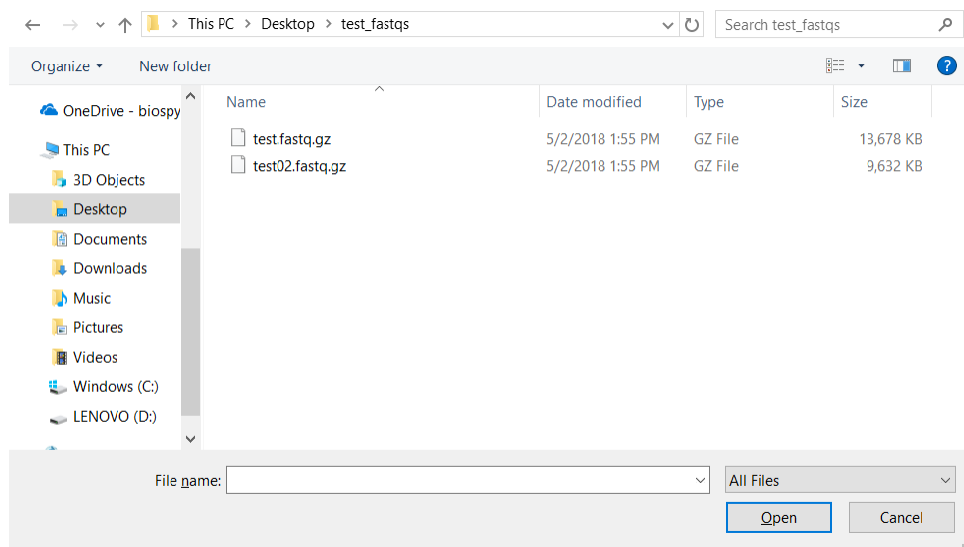 This PC > Desktop > test_fastqs
Search test_fastqs
Organize
New folder
?
Name
Date modified
Type
Size
test.fastq.gz 5/2/2018 1:55 PM GZ File 13,678 KB
test02.fastq.gz 5/2/2018 1:55 PM GZ File 9,632 KB
OneDrive - biospy
This PC
3D Objects
Desktop
Documents
Downloads
Music
Pictures
Videos
Windows (C:)
LENOVO (D:)
File name:
All Files
Open
Cancel